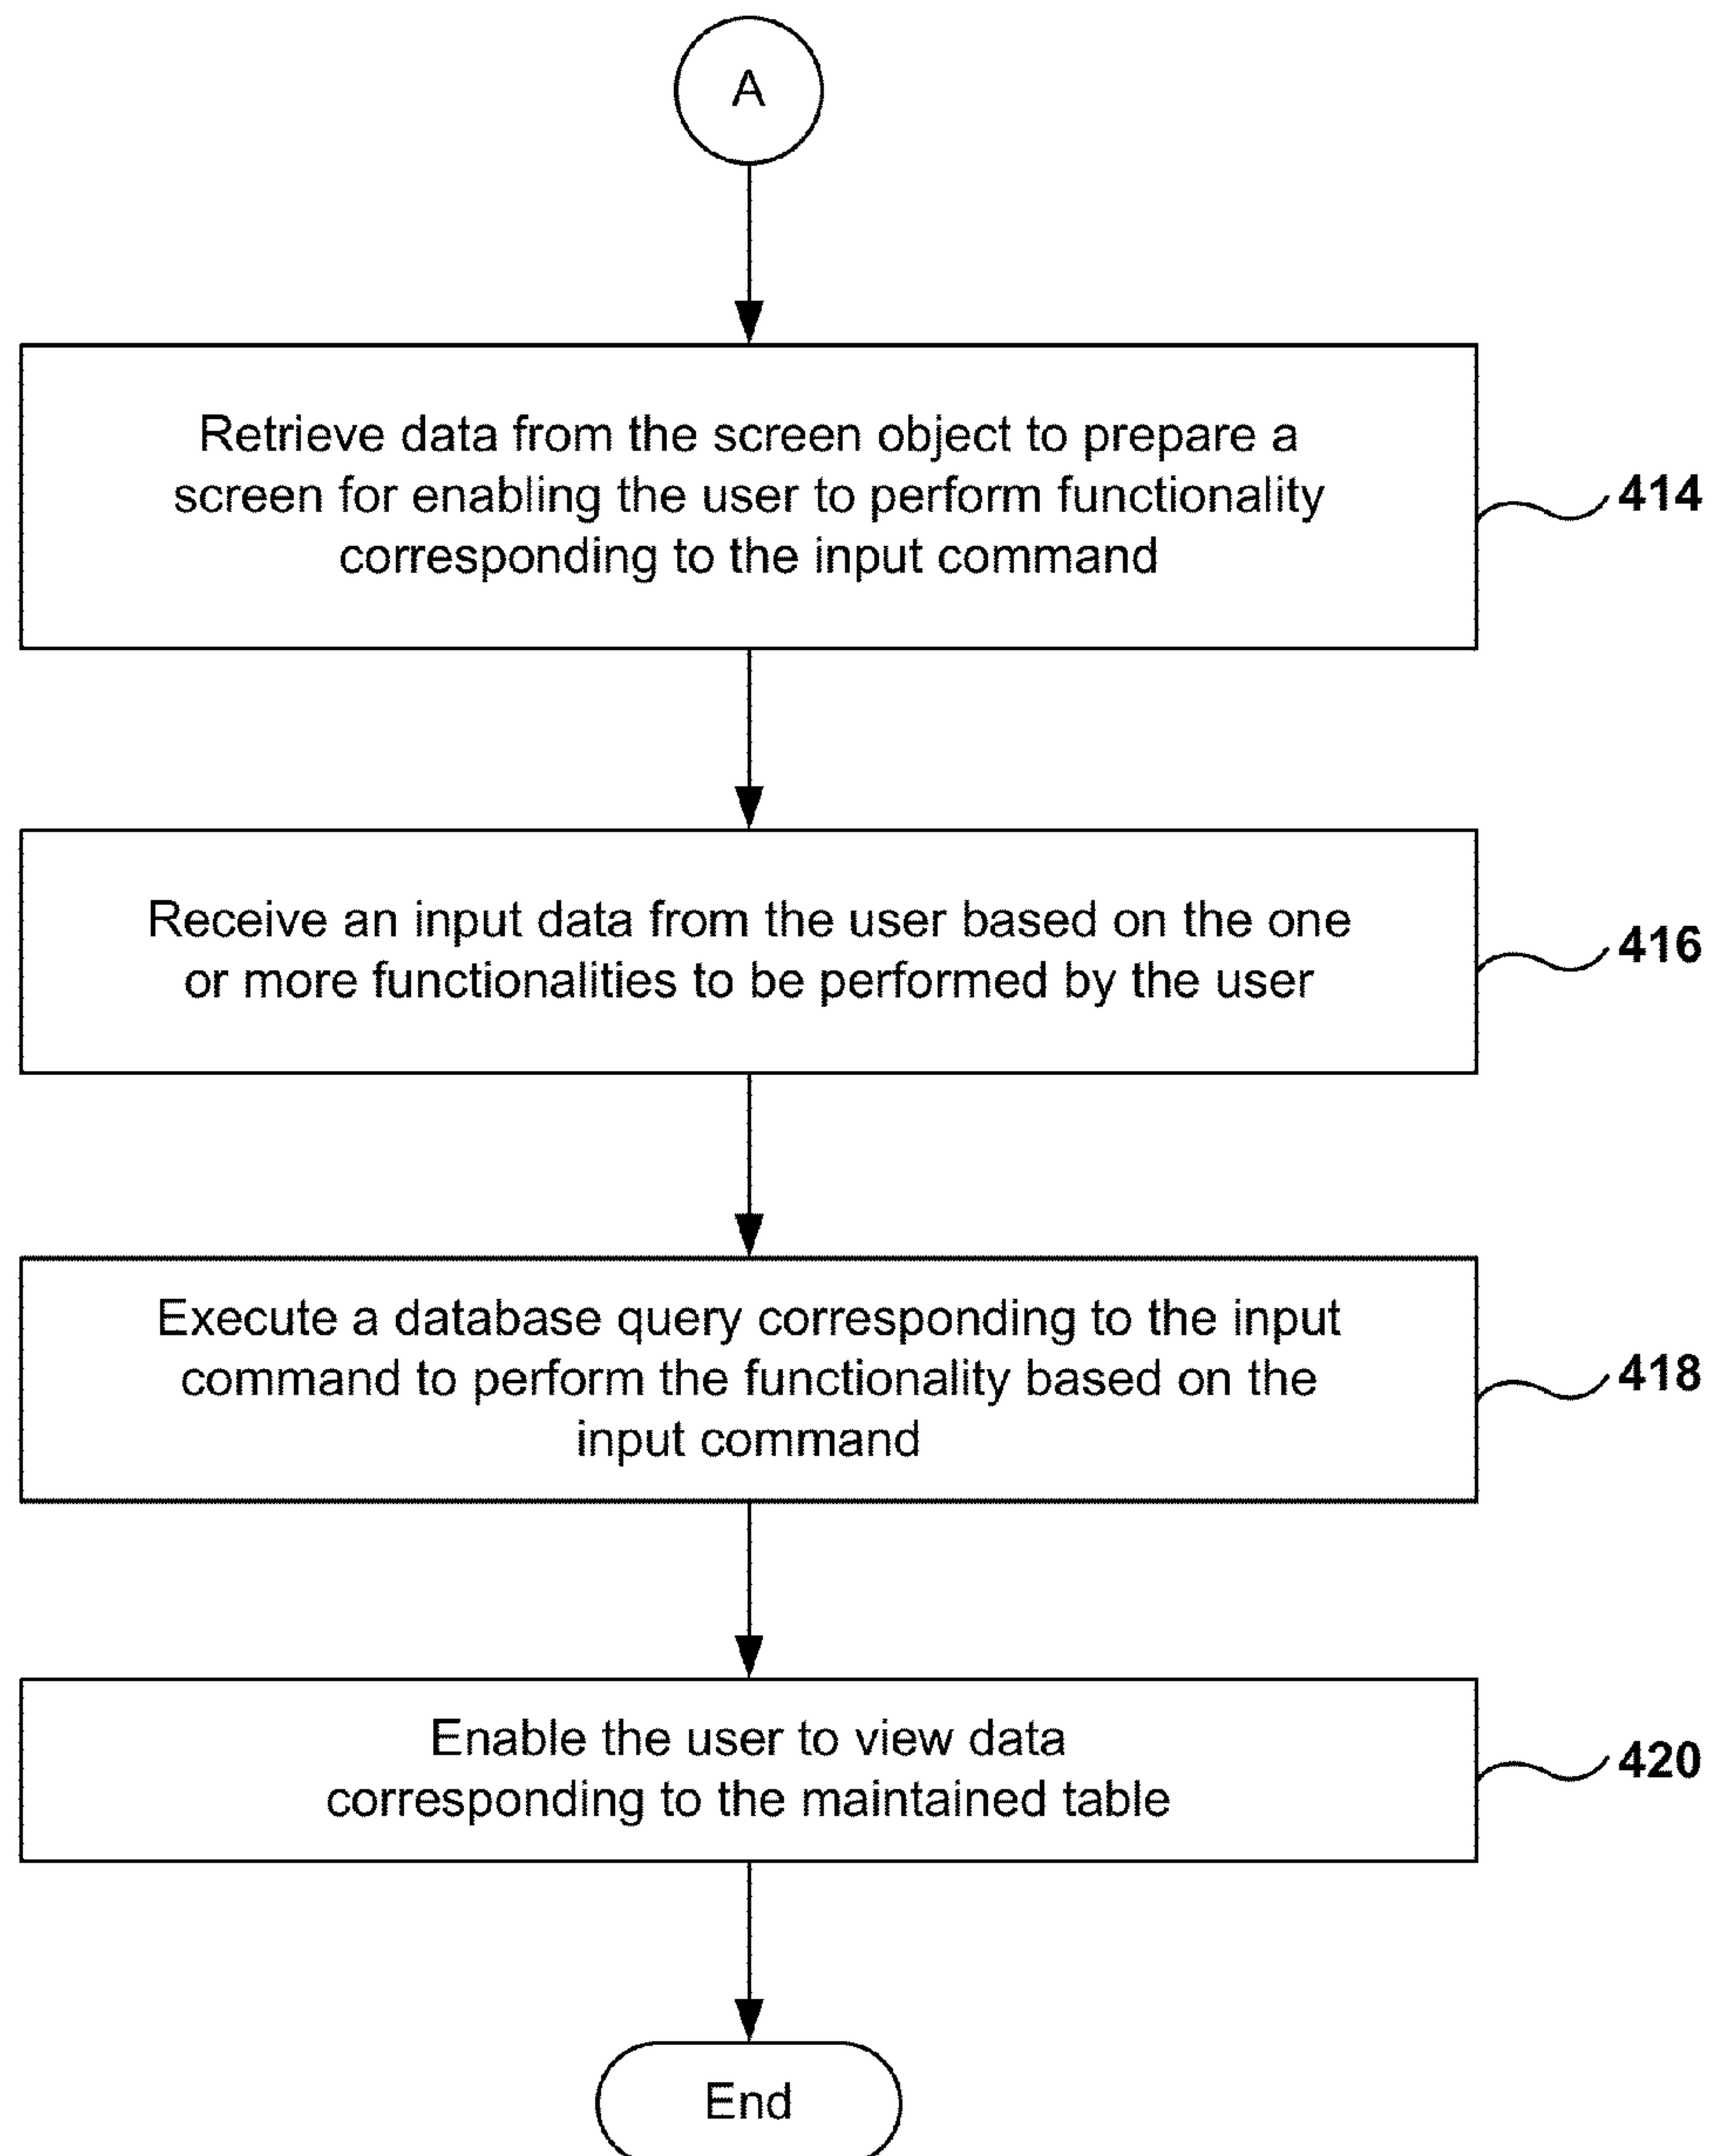 A
Retrieve data from the screen object to prepare a
screen for enabling the user to perform functionality
corresponding to the input command
414
Receive an input data from the user based on the one
or more functionalities to be performed by the user
416
Execute a database query corresponding to the input
command to perform the functionality based on the
input command
418
Enable the user to view data
corresponding to the maintained table
420
End